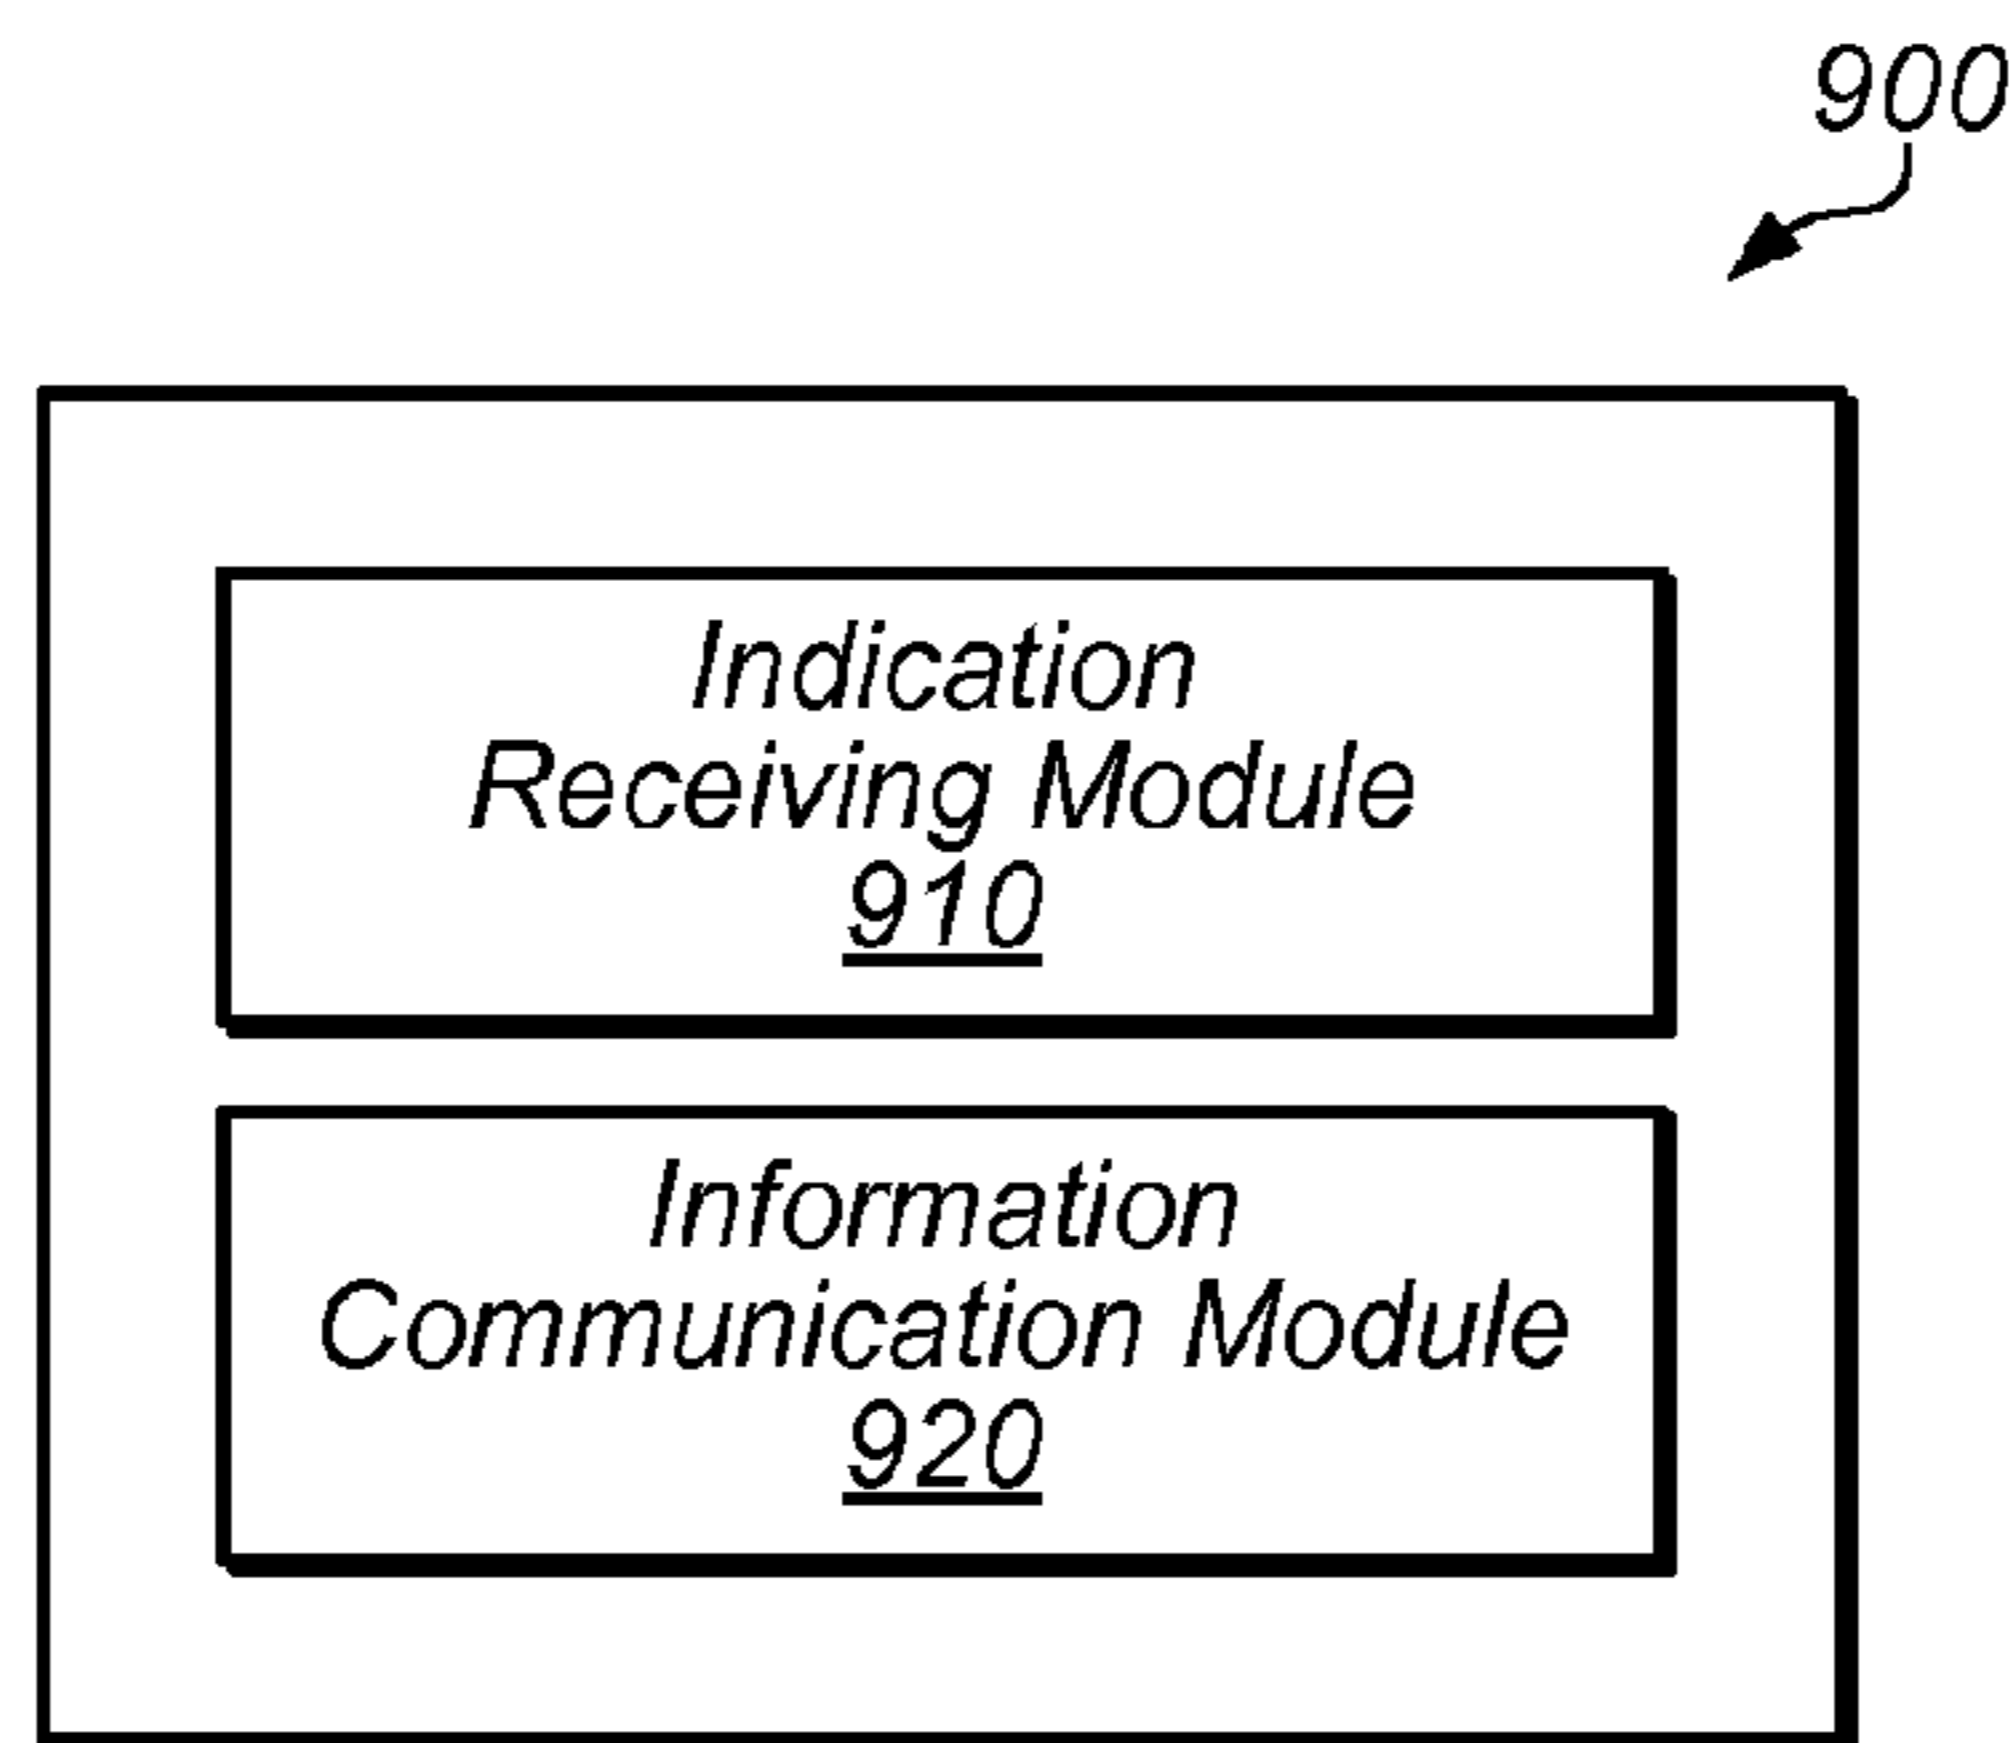 900
Indication
Receiving Module
910
Information
Communication Module
920